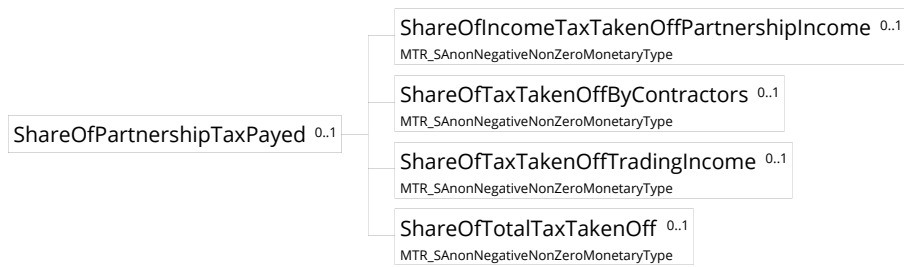 ShareOfIncomeTaxTakenOffPartnershipIncome 0..1
MTR_SAnonNegativeNonZeroMonetaryType
ShareOfTaxTakenOffByContractors 0..1
MTR_SAnonNegativeNonZeroMonetaryType
ShareOfPartnershipTaxPayed 0..1
ShareOfTaxTakenOffTradingIncome 0..1
MTR_SAnonNegativeNonZeroMonetaryType
ShareOfTotalTaxTakenOff 0..1
MTR_SAnonNegativeNonZeroMonetaryType